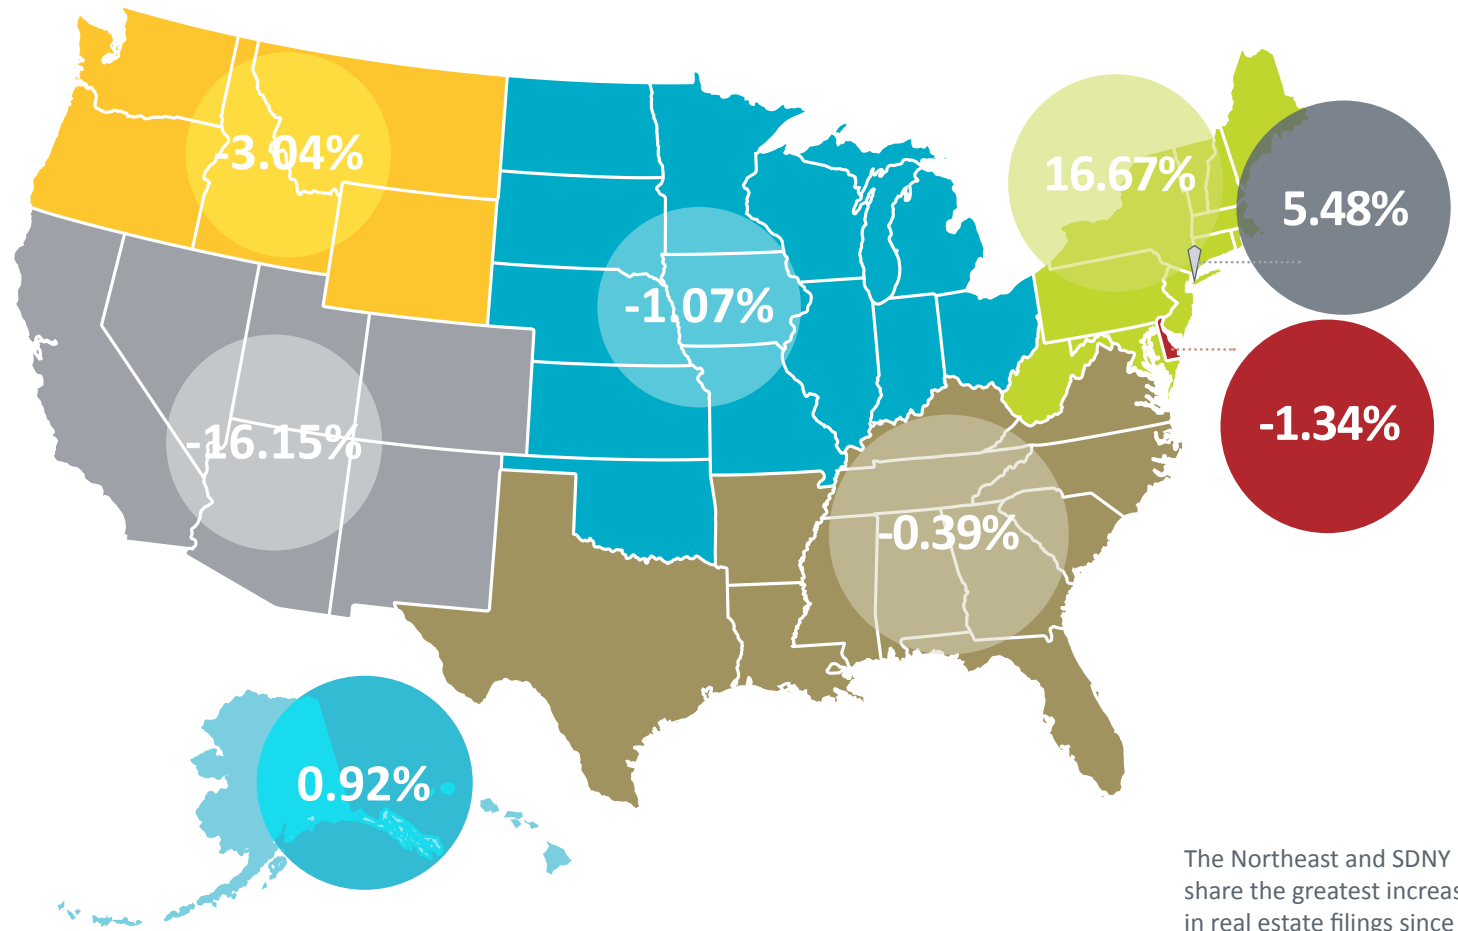 -3.04%
16.67%
5.48%
-1.07%
-1.34%
-16.15%
-0.39%
0.92%
The Northeast and SDNY
share the greatest increas
in real estate filings since